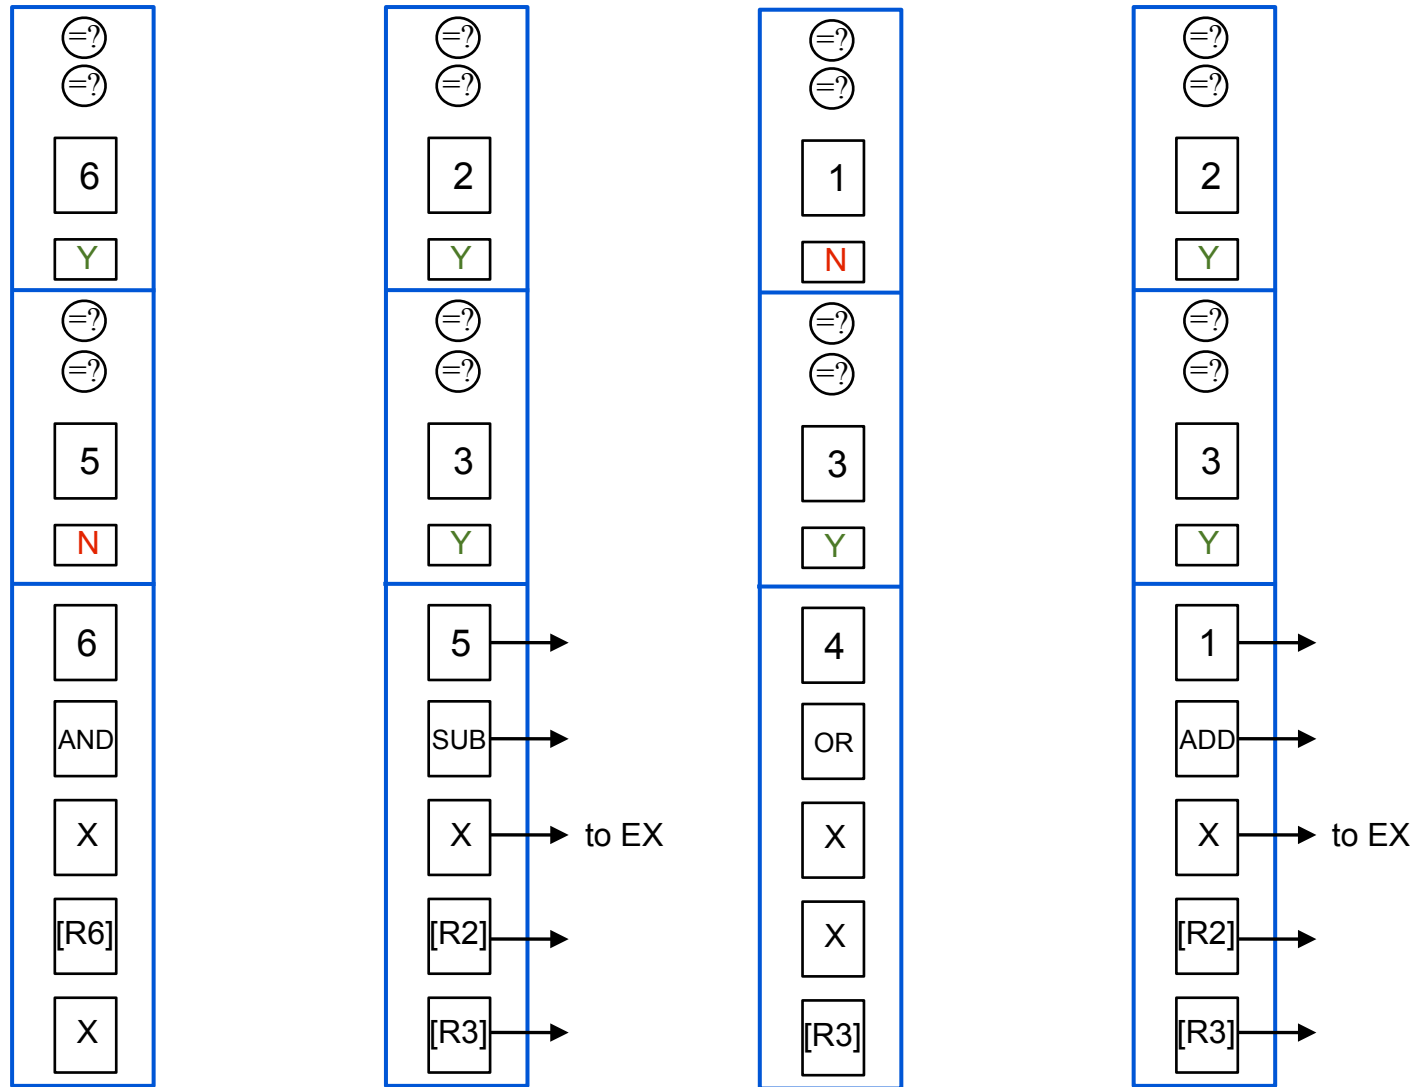 =? =? =? =?
=? =? =? =?
6 2 1 2
Y Y N Y
=? =? =? =?
=? =? =? =?
5 3 3 3
N Y Y Y
6 5 4 1
AND SUB OR ADD
X X to EX X X to EX
[R6] [R2] X [R2]
X [R3] [R3] [R3]